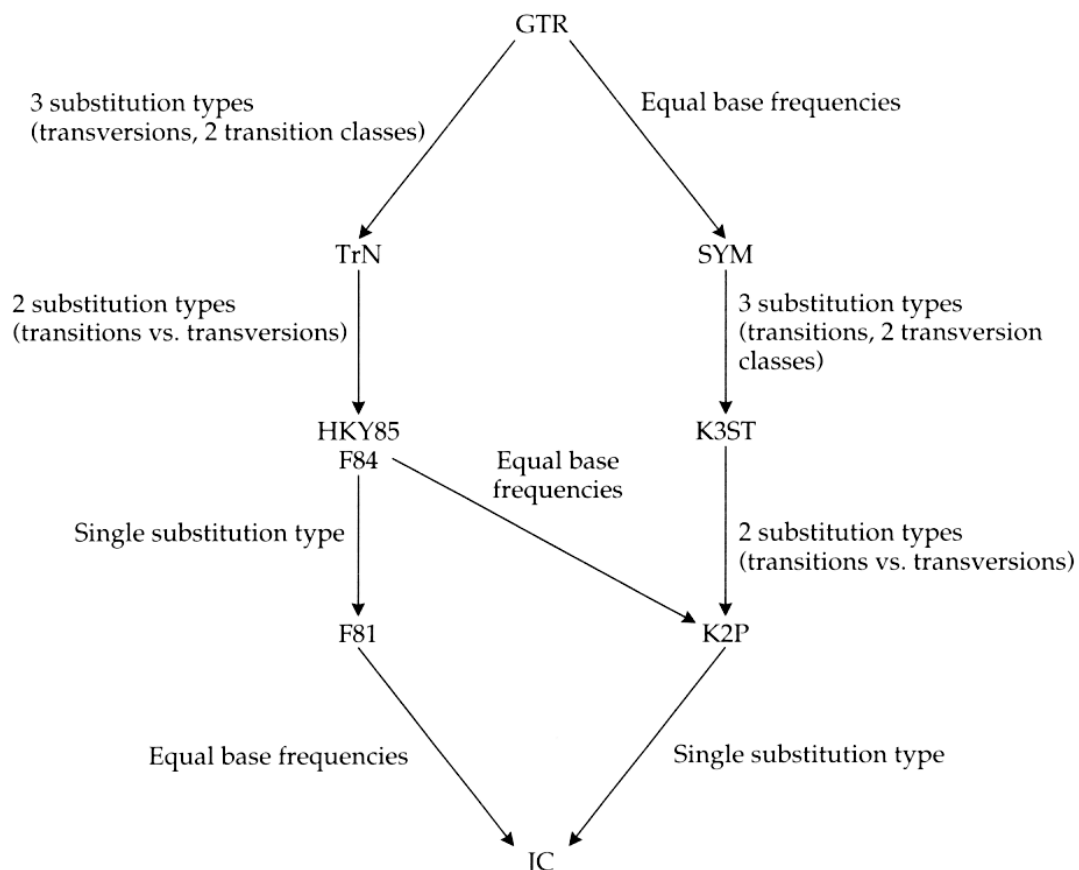 GTR
3 substitution types
(transversions, 2 transition classes)
Equal base frequencies
TrN
SYM
2 substitution types
(transitions vs. transversions)
3 substitution types
(transitions, 2 transversion
classes)
HKY85
F84
K3ST
Equal base
frequencies
Single substitution type
2 substitution types
(transitions vs. transversions)
F81
K2P
Equal base frequencies
Single substitution type
JC